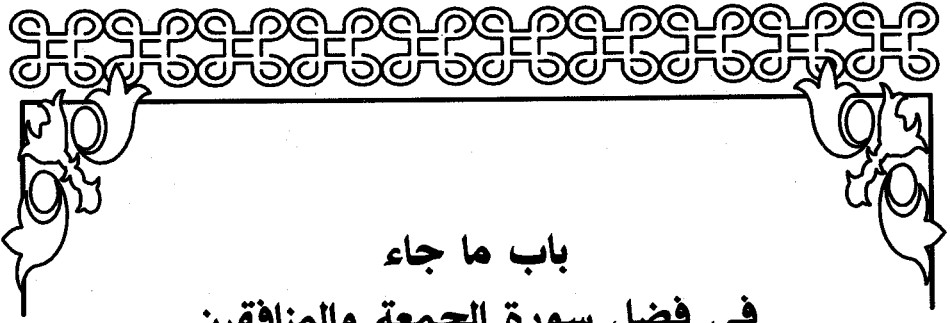 باب ما جاء
في فضل سورة الجمعة والمنافقين